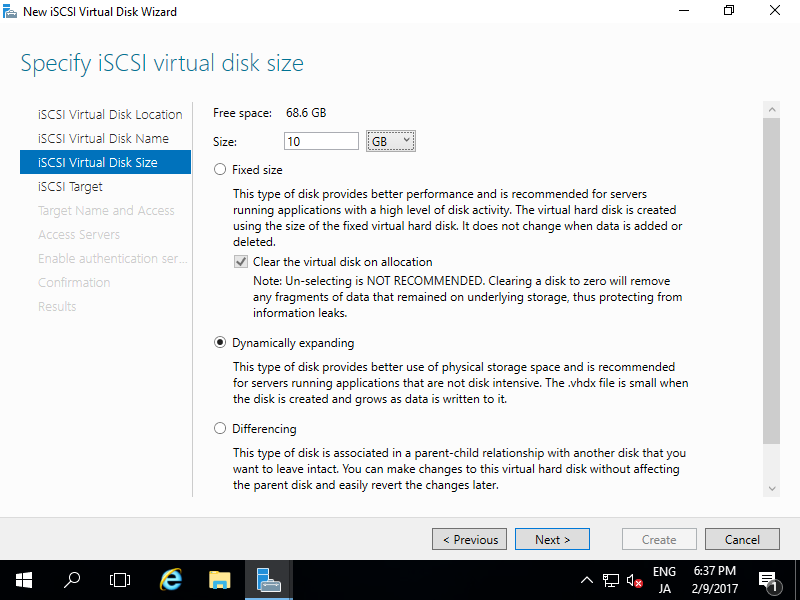 New iSCSI Virtual Disk Wizard
Specify iSCSI virtual disk size
iSCSI Virtual Disk Location
iSCSI Virtual Disk Name
iSCSI Virtual Disk Size
iSCSI Target
Target Name and Access
Access Servers
Enable authentication ser...
Confirmation
Results
Free space: 68.6 GB
Size: 10 GB
Fixed size
This type of disk provides better performance and is recommended for servers
running applications with a high level of disk activity. The virtual hard disk is created
using the size of the fixed virtual hard disk. It does not change when data is added or
deleted.
Clear the virtual disk on allocation
Note: Un-selecting is NOT RECOMMENDED. Clearing a disk to zero will remove
any fragments of data that remained on underlying storage, thus protecting from
information leaks.
Dynamically expanding
This type of disk provides better use of physical storage space and is recommended
for servers running applications that are not disk intensive. The .vhdx file is small when
the disk is created and grows as data is written to it.
Differencing
This type of disk is associated in a parent-child relationship with another disk that you
want to leave intact. You can make changes to this virtual hard disk without affecting
the parent disk and easily revert the changes later.
< Previous
Next >
Create
Cancel
ENG
JA
6:37 PM
2/9/2017
1